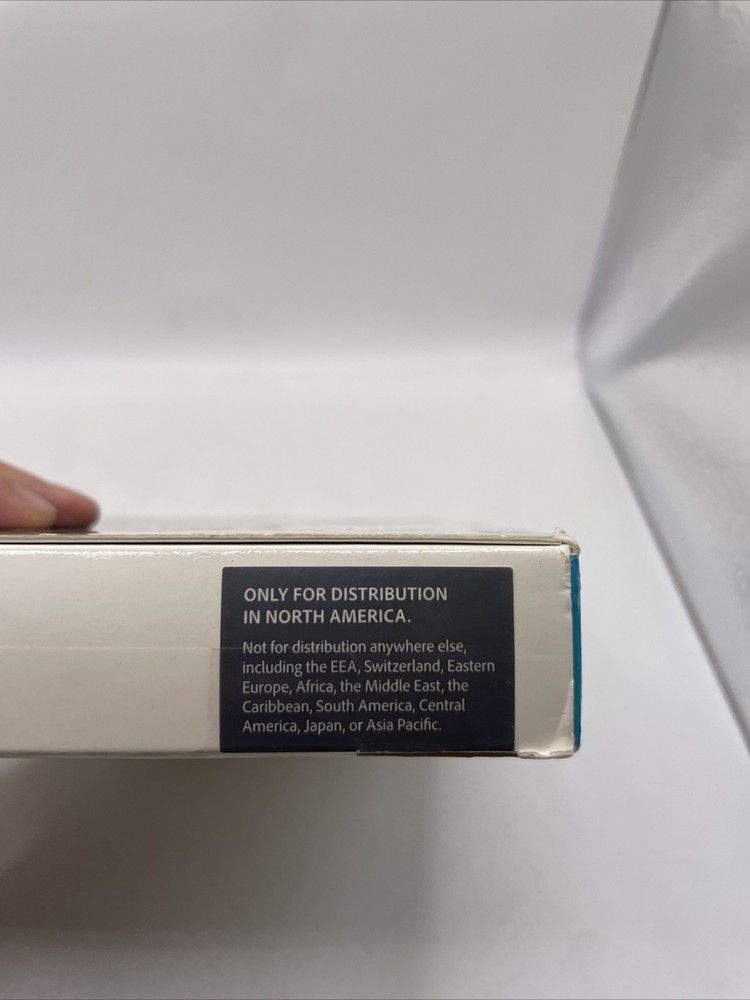 ONLY FOR DISTRIBUTION
IN NORTH AMERICA.
Not for distribution anywhere else,
including the EEA, Switzerland, Eastern
Europe, Africa, the Middle East, the
Caribbean, South America, Central
America, Japan, or Asia Pacific.